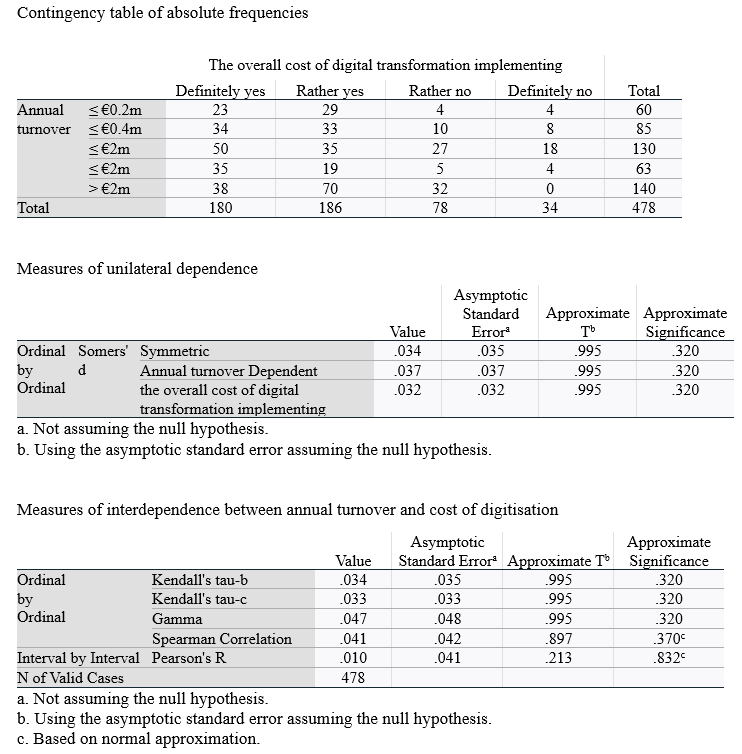 Contingency table of absolute frequencies
The overall cost of digital transformation implementing
Definitely yes Rather yes Rather no Definitely no Total
Annual ≤€0.2m 23 29 4 4 60
turnover ≤€0.4m 34 33 10 8 85
≤€2m 50 35 27 18 130
≤€2m 35 19 5 4 63
>€2m 38 70 32 0 140
Total 180 186 78 34 478
Measures of unilateral dependence
Asymptotic
Standard Approximate Approximate
Value Errorᵃ Tᵇ Significance
Ordinal Somers' Symmetric .034 .035 .995 .320
by d Annual turnover Dependent .037 .037 .995 .320
Ordinal the overall cost of digital .032 .032 .995 .320
transformation implementing
a. Not assuming the null hypothesis.
b. Using the asymptotic standard error assuming the null hypothesis.
Measures of interdependence between annual turnover and cost of digitisation
Asymptotic Approximate
Value Standard Errorᵃ Approximate Tᵇ Significance
Ordinal Kendall's tau-b .034 .035 .995 .320
by Kendall's tau-c .033 .033 .995 .320
Ordinal Gamma .047 .048 .995 .320
Spearman Correlation .041 .042 .897 .370ᶜ
Interval by Interval Pearson's R .010 .041 .213 .832ᶜ
N of Valid Cases 478
a. Not assuming the null hypothesis.
b. Using the asymptotic standard error assuming the null hypothesis.
c. Based on normal approximation.